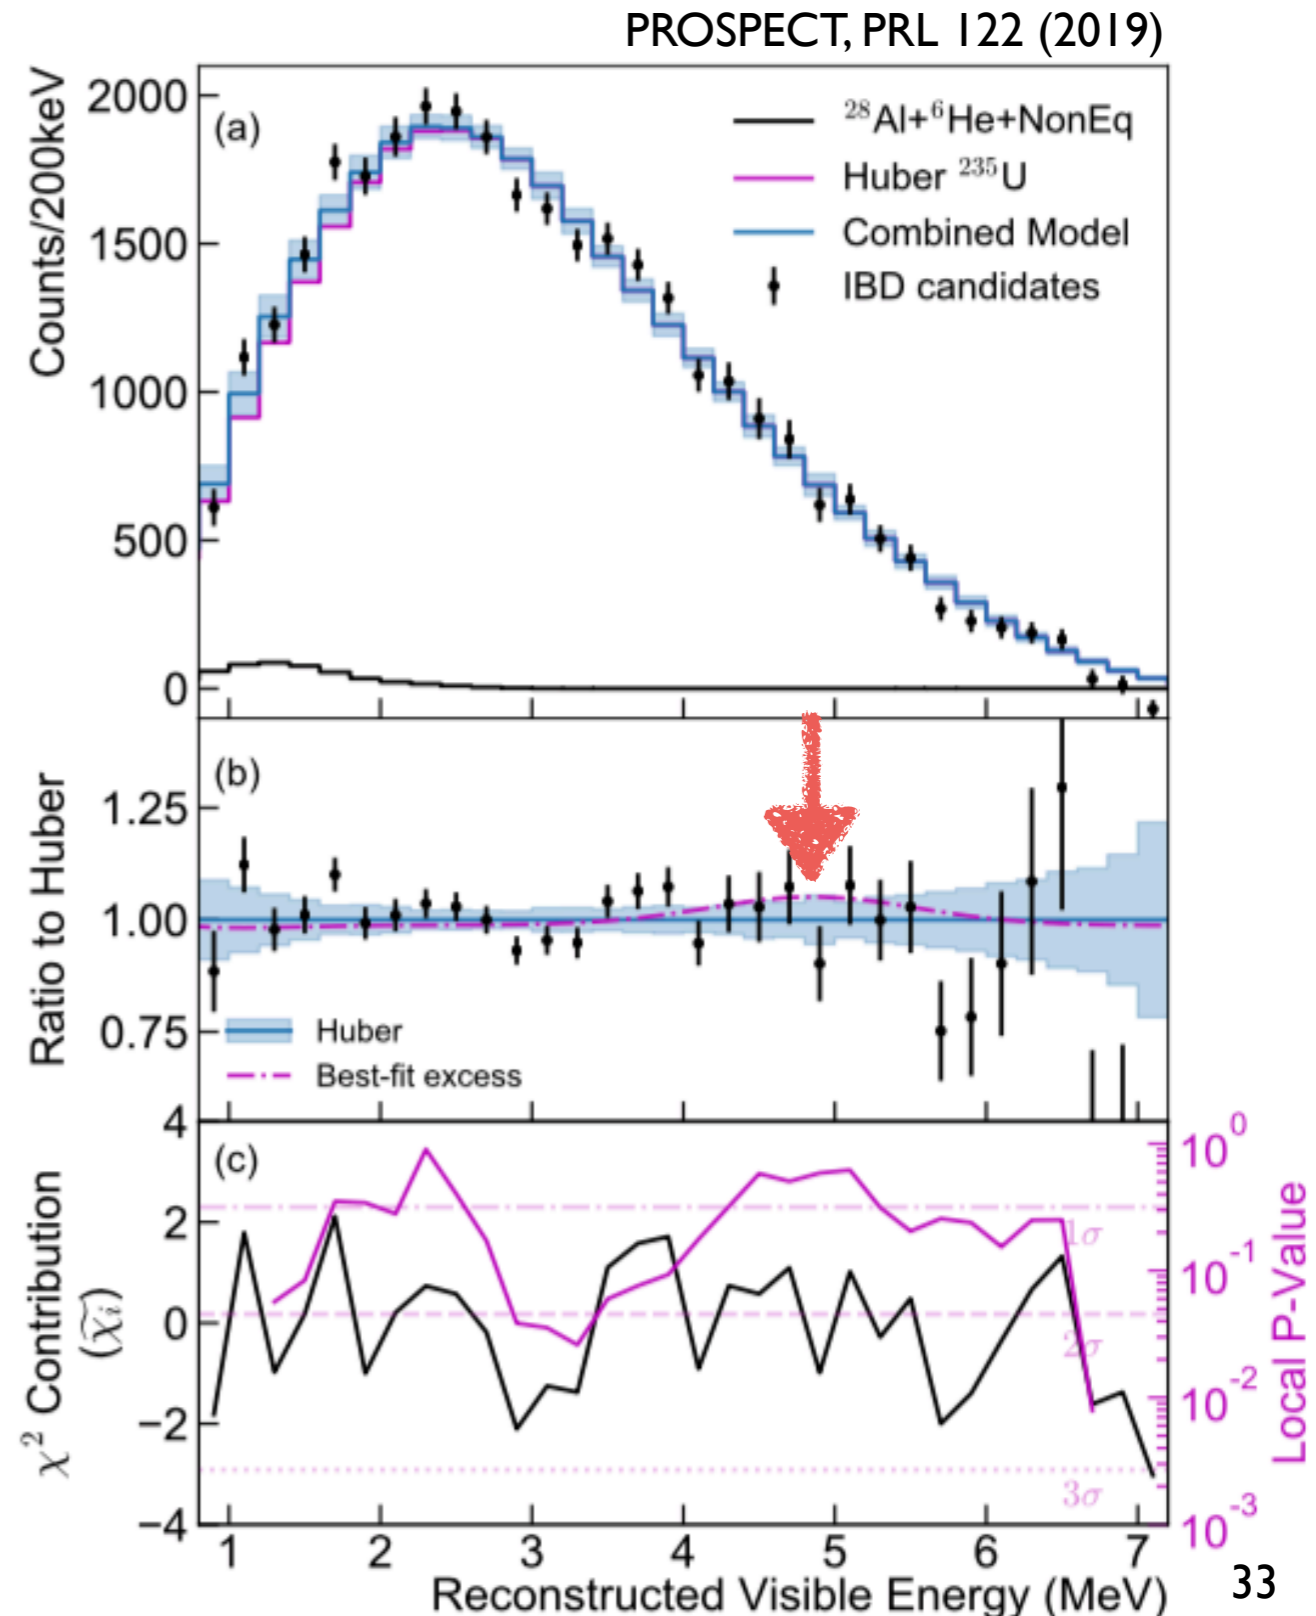 PROSPECT, PRL 122 (2019)
(a)
²⁸Al+⁶He+NonEq
Huber ²³⁵U
Combined Model
IBD candidates
Counts/200keV
2000
1500
1000
500
0
(b)
Ratio to Huber
1.25
1.00
0.75
Huber
Best-fit excess
(c)
χ² Contribution
(χ̃ᵢ)
4
2
0
−2
−4
1σ
2σ
3σ
10⁰
10⁻¹
10⁻²
10⁻³
Local P-Value
1 2 3 4 5 6 7
Reconstructed Visible Energy (MeV)
33